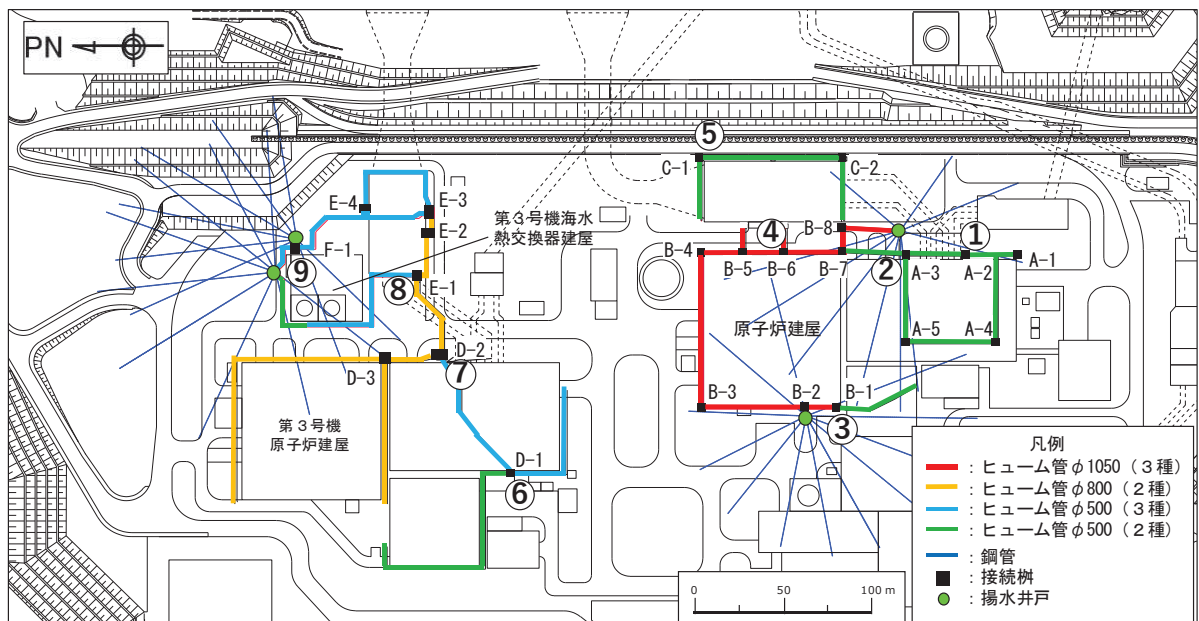 PN
⑤
C-1
C-2
E-4
E-3
第3号機海水
熱交換器建屋
E-2
F-1
⑨
⑧
E-1
B-4
④
B-8
B-5
B-6
B-7
②
①
A-3
A-2
A-1
原子炉建屋
A-5
A-4
D-2
⑦
D-3
B-3
B-2
B-1
③
第3号機
原子炉建屋
D-1
⑥
凡例
：ヒューム管φ1050（3種）
：ヒューム管φ800（2種）
：ヒューム管φ500（3種）
：ヒューム管φ500（2種）
：鋼管
：接続桝
：揚水井戸
0 50 100 m